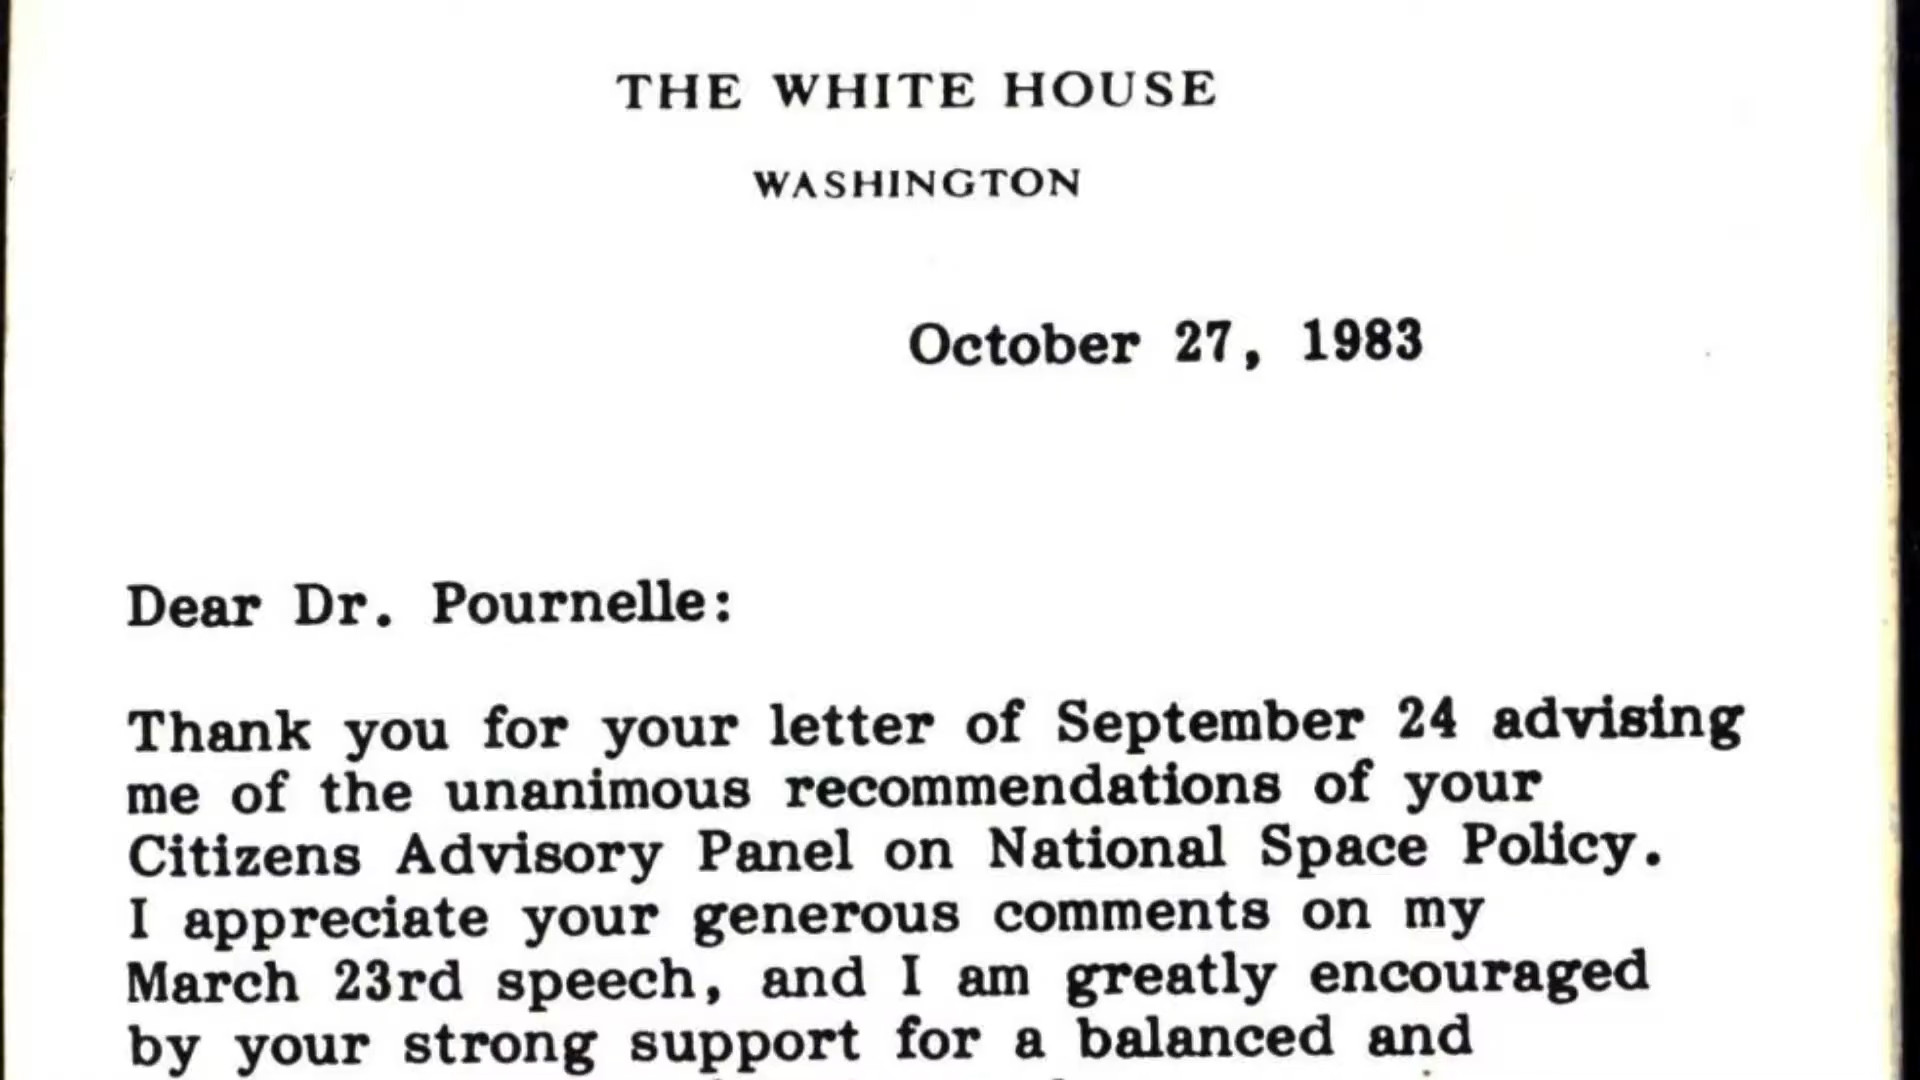 THE WHITE HOUSE
WASHINGTON
October 27, 1983
Dear Dr. Pournelle:
Thank you for your letter of September 24 advising
me of the unanimous recommendations of your
Citizens Advisory Panel on National Space Policy.
I appreciate your generous comments on my
March 23rd speech, and I am greatly encouraged
by your strong support for a balanced and